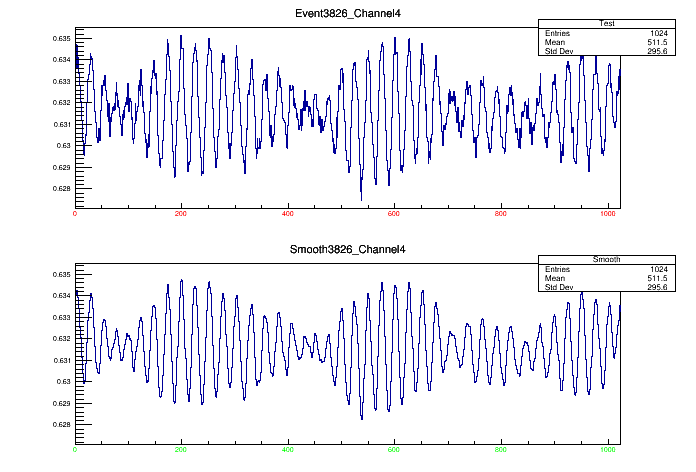 Event3826_Channel4
Test
Entries 1024
Mean 511.5
Std Dev 295.6
0.635
0.634
0.633
0.632
0.631
0.63
0.629
0.628
0 200 400 600 800 1000
Smooth3826_Channel4
Smooth
Entries 1024
Mean 511.5
Std Dev 295.6
0.635
0.634
0.633
0.632
0.631
0.63
0.629
0.628
0 200 400 600 800 1000